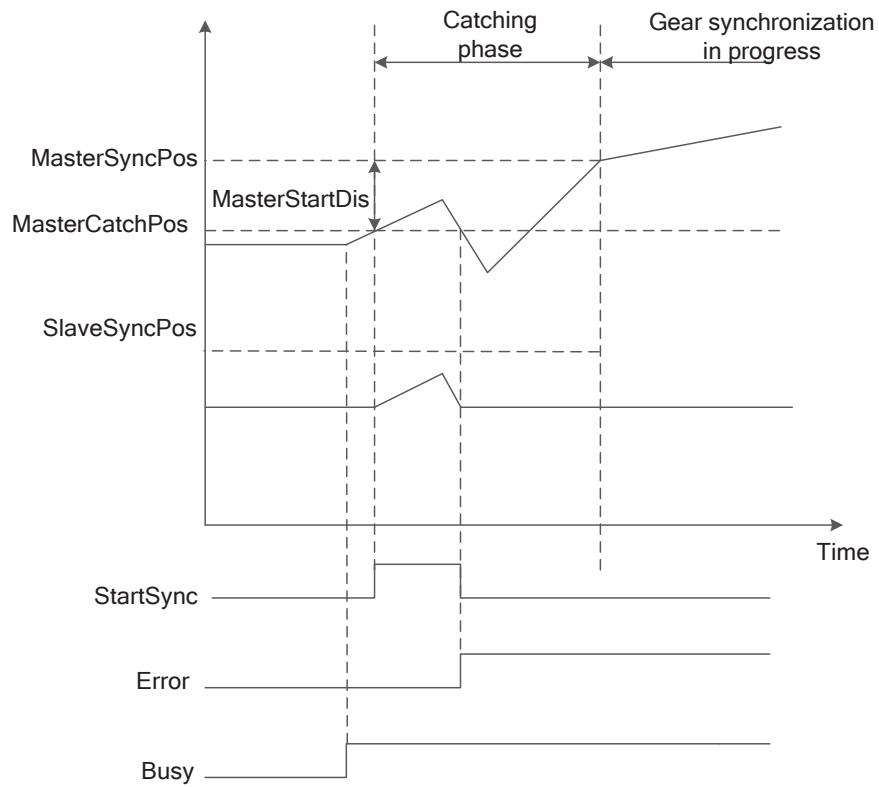 Catching
phase
Gear synchronization
in progress
MasterSyncPos
MasterStartDis
MasterCatchPos
SlaveSyncPos
Time
StartSync
Error
Busy